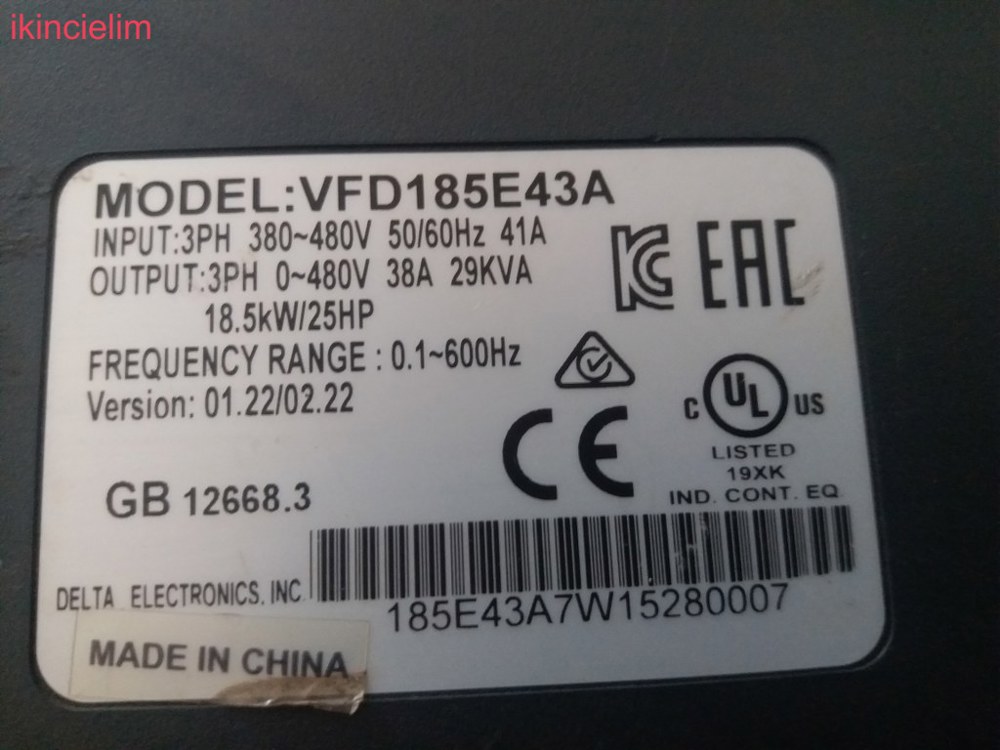 ikincielim
MODEL:VFD185E43A
INPUT:3PH 380~480V 50/60Hz 41A
OUTPUT:3PH 0~480V 38A 29KVA
18.5kW/25HP
FREQUENCY RANGE : 0.1~600Hz
Version: 01.22/02.22
KC EAC
CE
C UL US
LISTED
19XK
IND. CONT. EQ
GB 12668.3
DELTA ELECTRONICS. INC
185E43A7W15280007
MADE IN CHINA